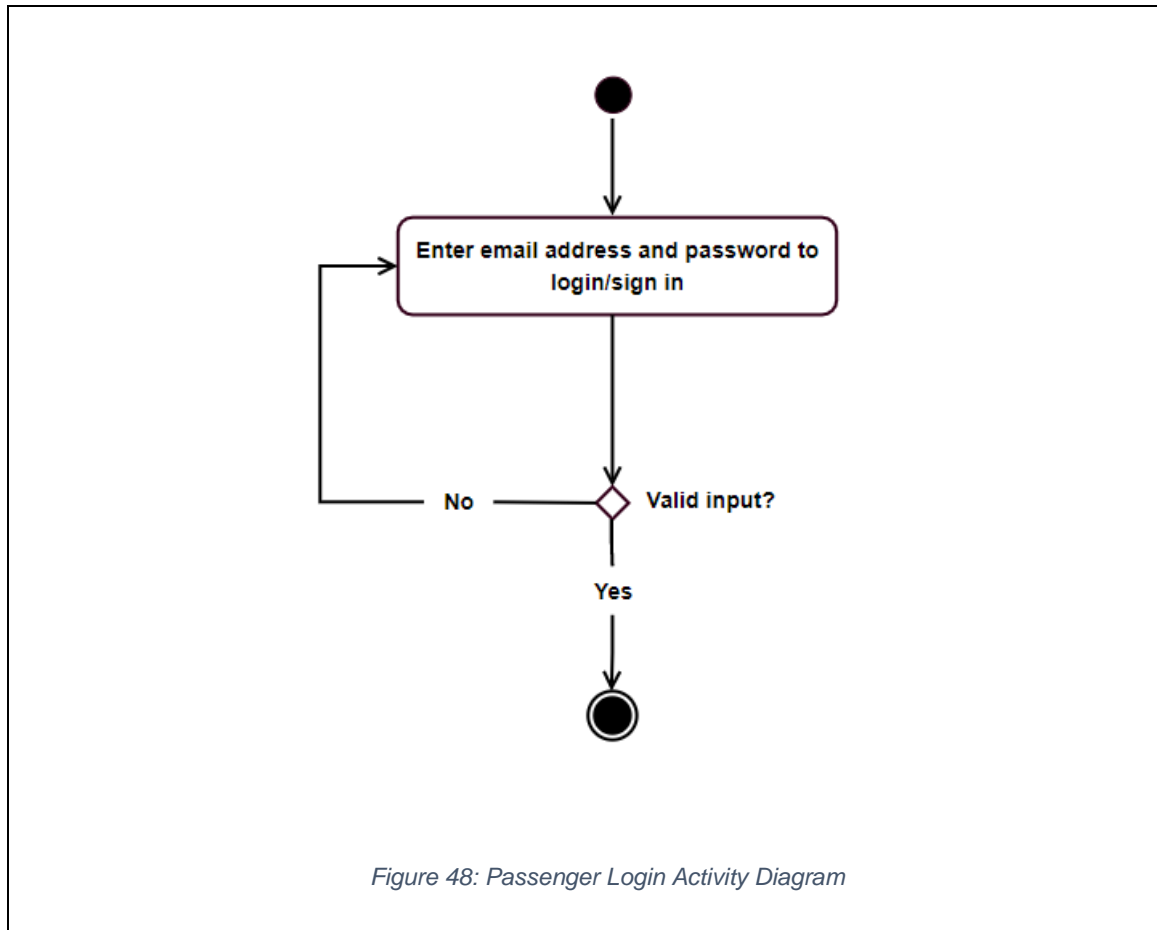 Enter email address and password to
login/sign in
No
Valid input?
Yes
Figure 48: Passenger Login Activity Diagram